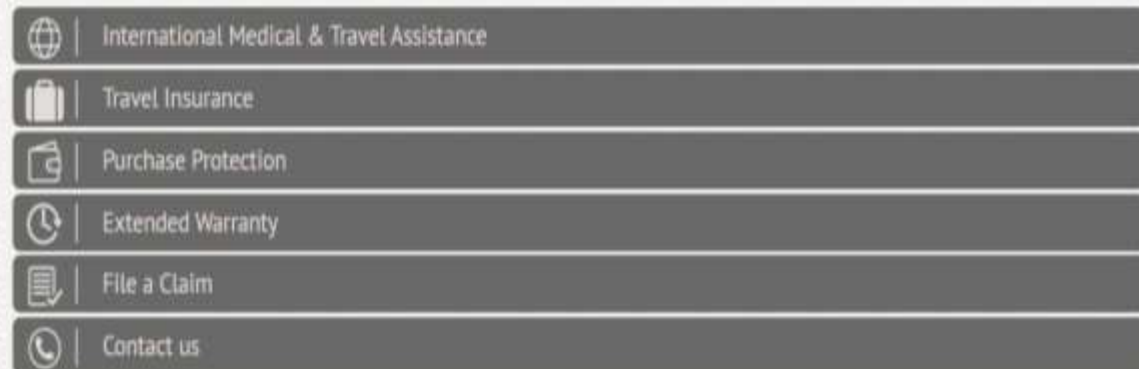 International Medical & Travel Assistance
Travel Insurance
Purchase Protection
Extended Warranty
File a Claim
Contact us